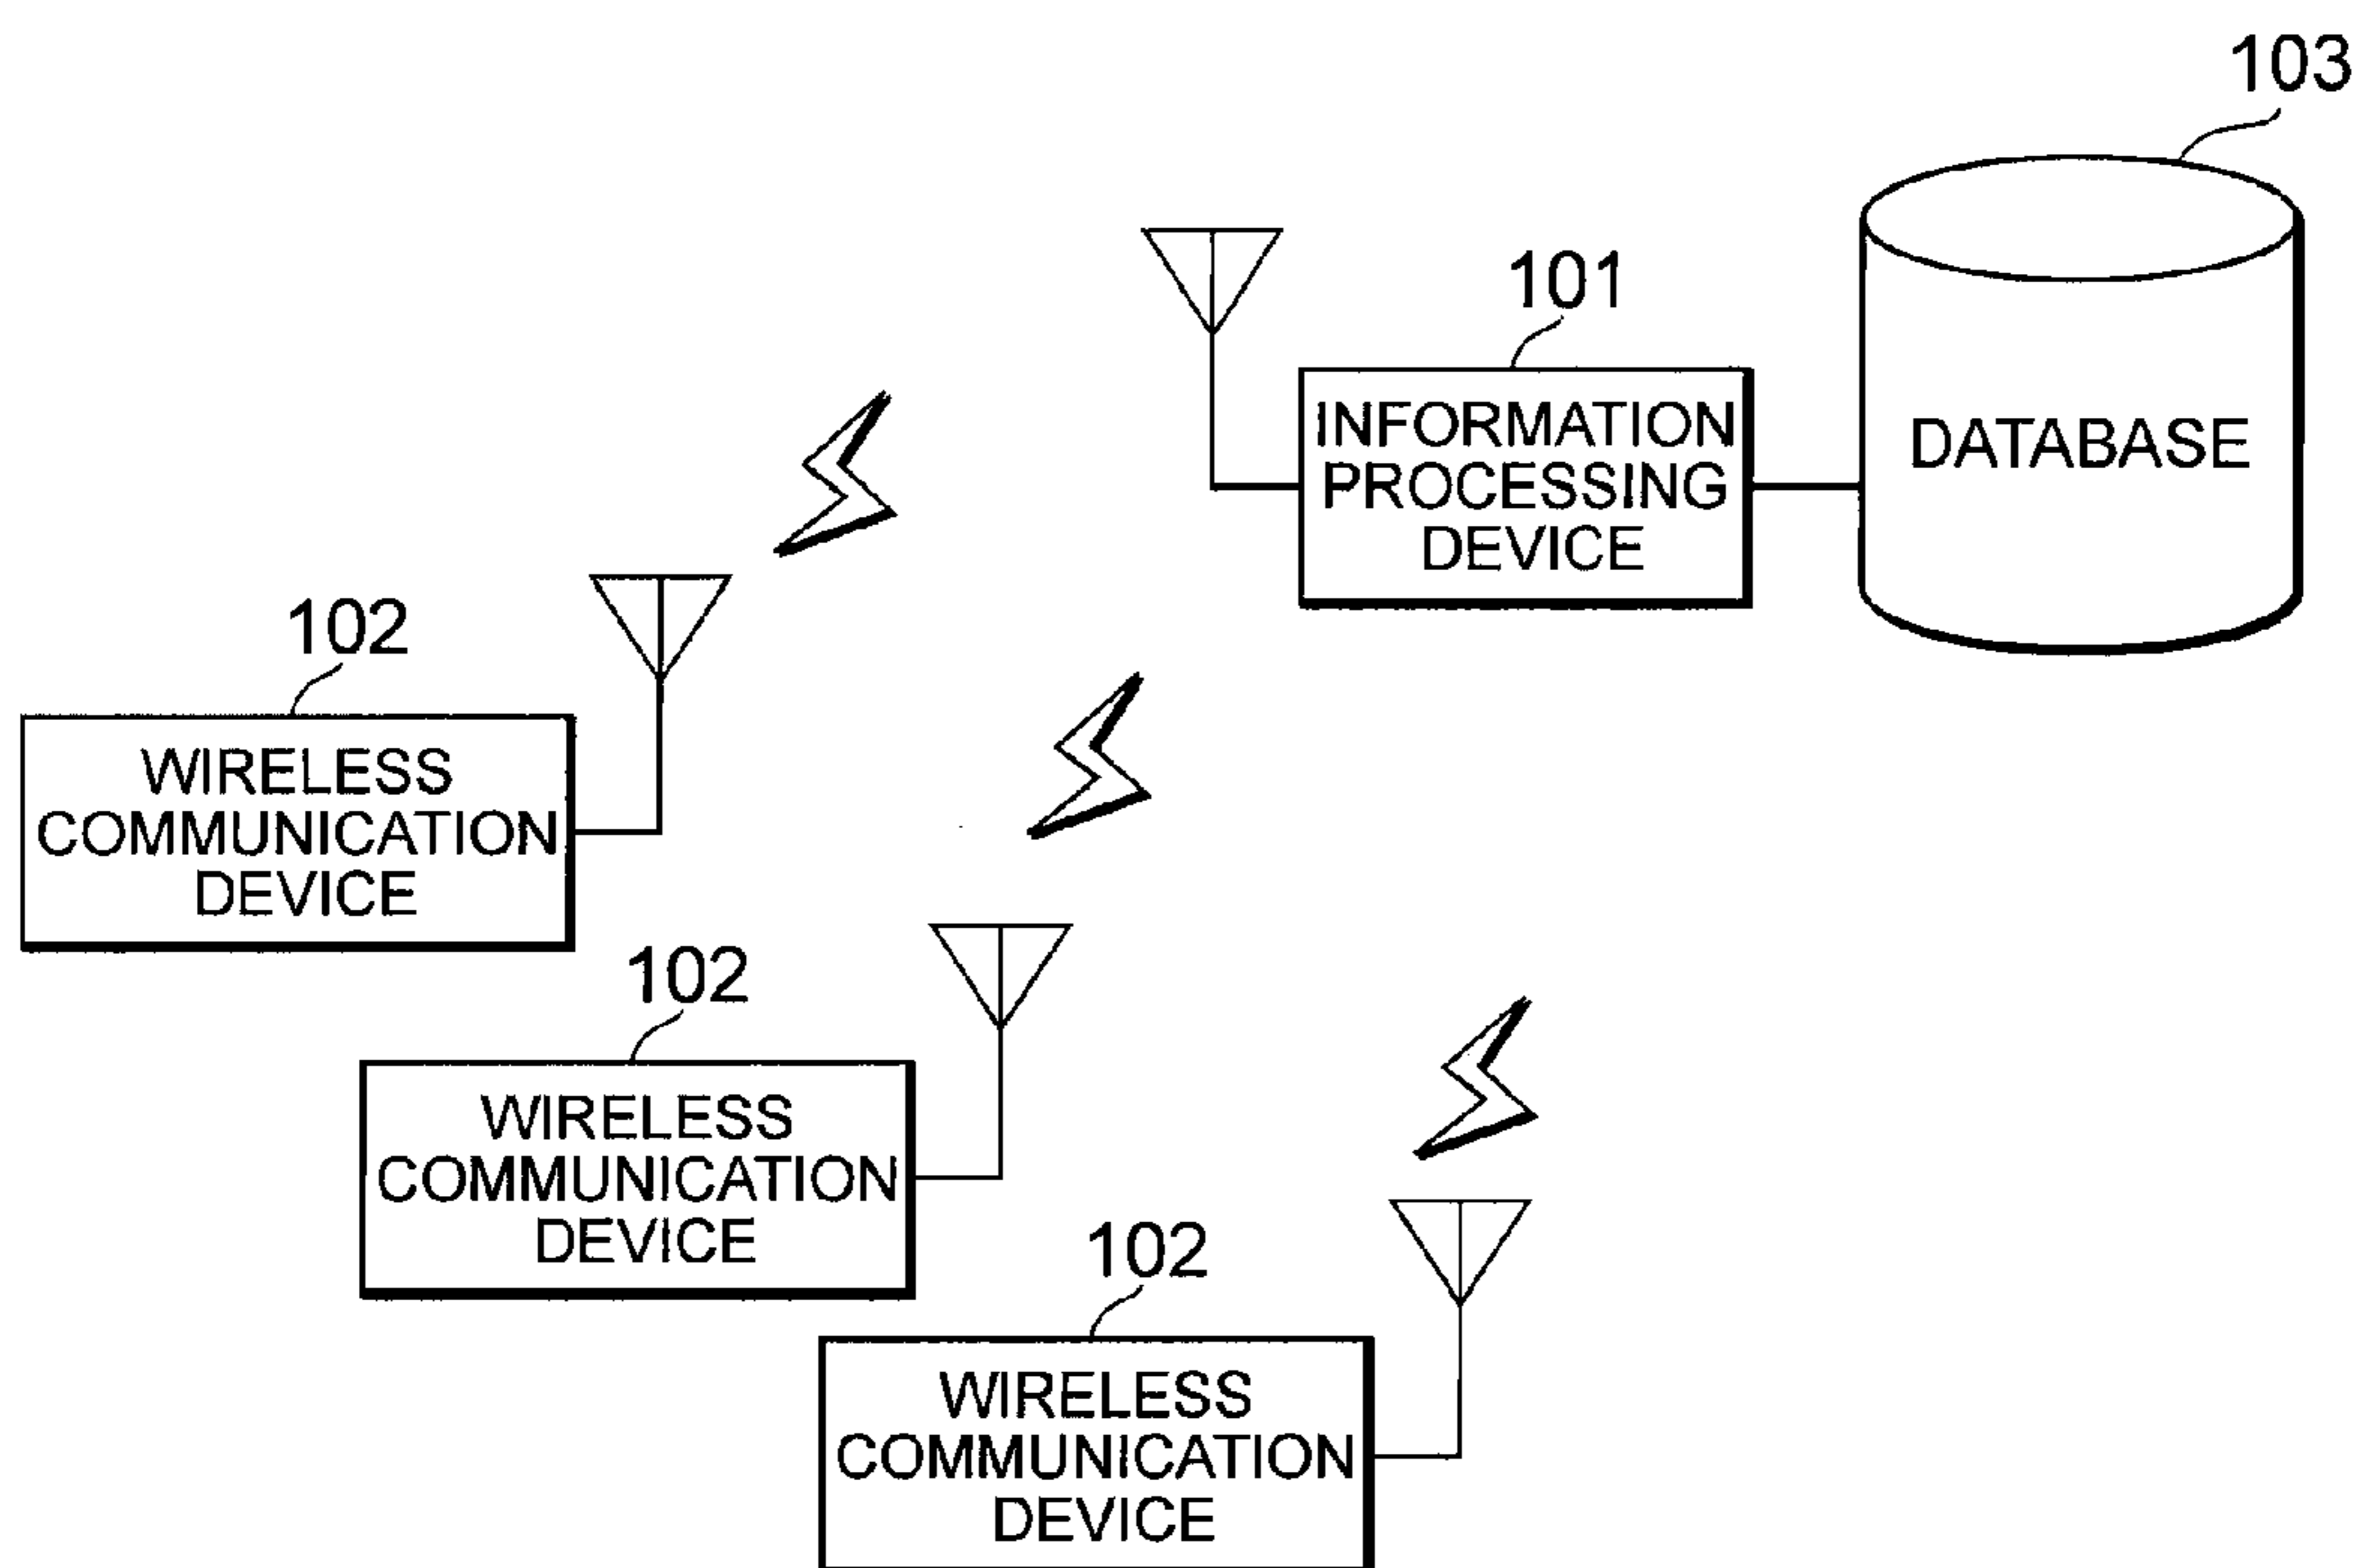 103
101
INFORMATION
PROCESSING
DEVICE
DATABASE
102
WIRELESS
COMMUNICATION
DEVICE
102
WIRELESS
COMMUNICATION
DEVICE
102
WIRELESS
COMMUNICATION
DEVICE